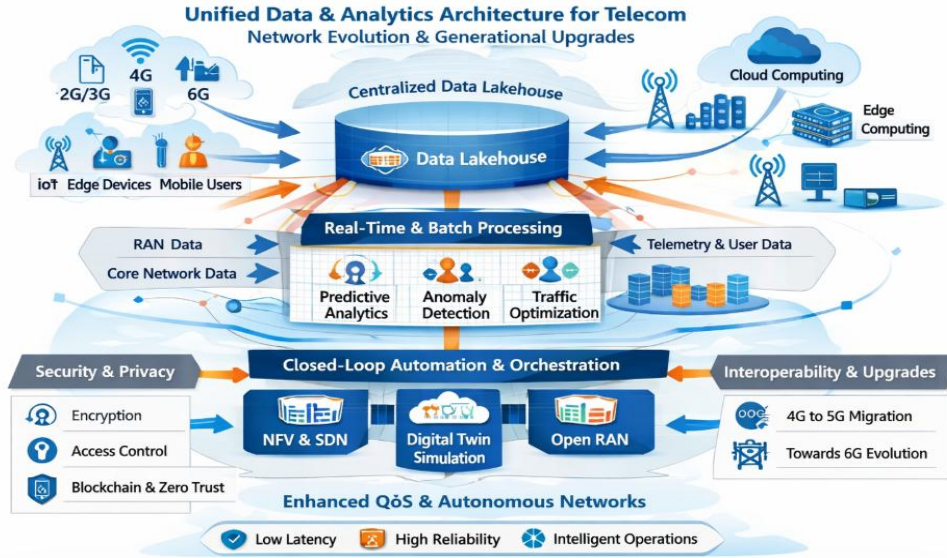 Unified Data & Analytics Architecture for Telecom
Network Evolution & Generational Upgrades
2G/3G
4G
6G
Centralized Data Lakehouse
Cloud Computing
Edge
Computing
Data Lakehouse
IoT Edge Devices Mobile Users
Real-Time & Batch Processing
RAN Data
Core Network Data
Telemetry & User Data
Predictive
Analytics
Anomaly
Detection
Traffic
Optimization
Closed-Loop Automation & Orchestration
Security & Privacy
Encryption
Access Control
Blockchain & Zero Trust
NFV & SDN
Digital Twin
Simulation
Open RAN
Interoperability & Upgrades
4G to 5G Migration
Towards 6G Evolution
Enhanced QoS & Autonomous Networks
Low Latency
High Reliability
Intelligent Operations